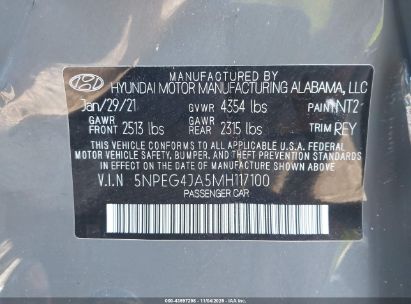 MANUFACTURED BY
HYUNDAI MOTOR MANUFACTURING ALABAMA, LLC
Jan/29/21 GVWR 4354 lbs PAINT NT2
GAWR FRONT 2513 lbs GAWR REAR 2315 lbs TRIM REY
THIS VEHICLE CONFORMS TO ALL APPLICABLE U.S.A. FEDERAL
MOTOR VEHICLE SAFETY, BUMPER, AND THEFT PREVENTION STANDARDS
IN EFFECT ON THE DATE OF MANUFACTURE SHOWN ABOVE.
V.I.N 5NPEG4JA5MH117100
PASSENGER CAR